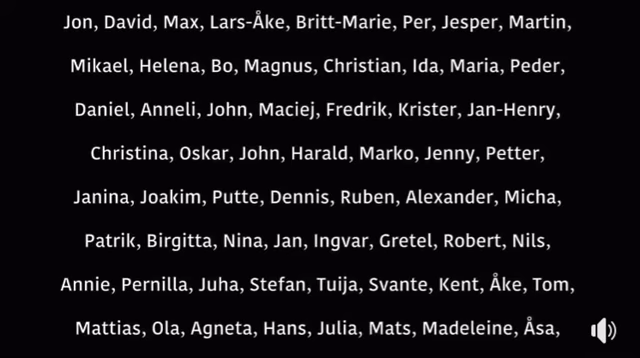 Jon, David, Max, Lars-Åke, Britt-Marie, Per, Jesper, Martin,
Mikael, Helena, Bo, Magnus, Christian, Ida, Maria, Peder,
Daniel, Anneli, John, Maciej, Fredrik, Krister, Jan-Henry,
Christina, Oskar, John, Harald, Marko, Jenny, Petter,
Janina, Joakim, Putte, Dennis, Ruben, Alexander, Micha,
Patrik, Birgitta, Nina, Jan, Ingvar, Gretel, Robert, Nils,
Annie, Pernilla, Juha, Stefan, Tuija, Svante, Kent, Åke, Tom,
Mattias, Ola, Agneta, Hans, Julia, Mats, Madeleine, Åsa,